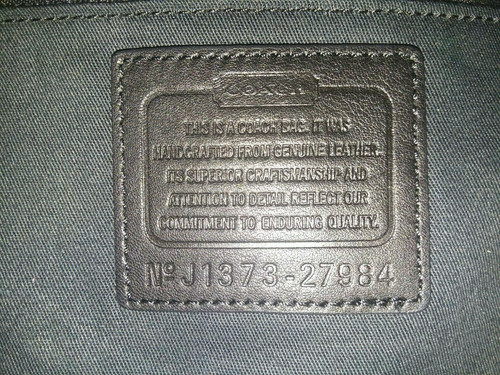 COACH
THIS IS A COACH BAG. IT WAS
HANDCRAFTED FROM GENUINE LEATHER.
ITS SUPERIOR CRAFTSMANSHIP AND
ATTENTION TO DETAIL REFLECT OUR
COMMITMENT TO ENDURING QUALITY.
Nº J1373-27984